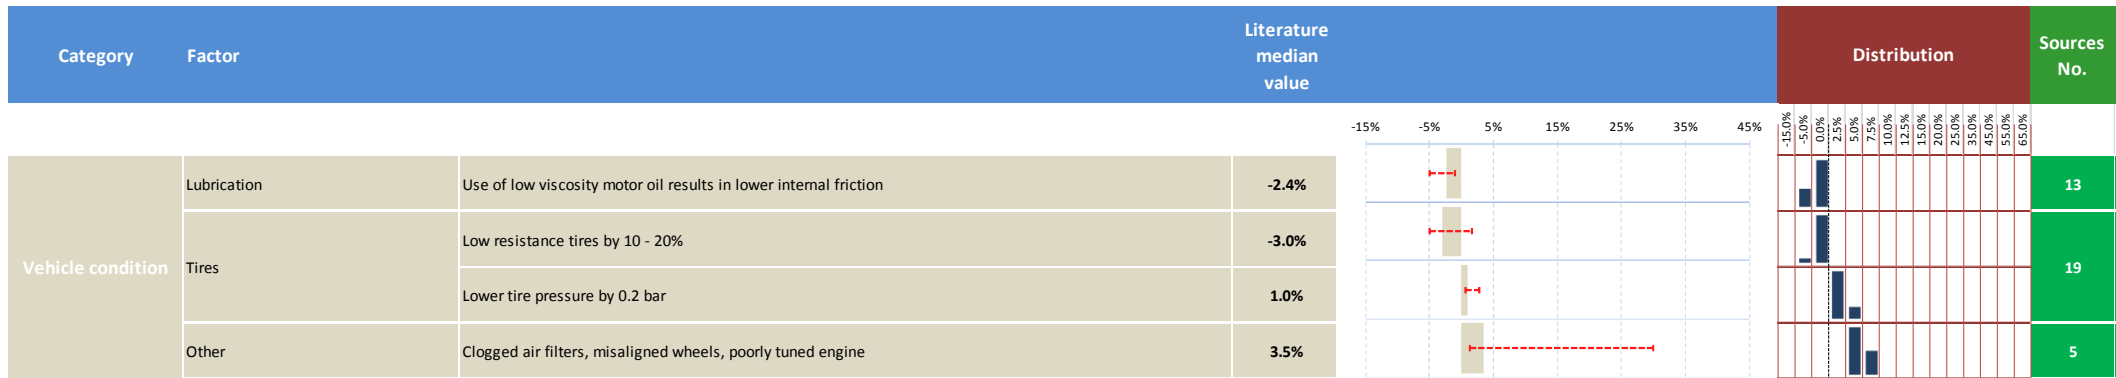 Category Factor Literature median value Distribution Sources No.
-15% -5% 5% 15% 25% 35% 45%
-15.0% -5.0% 0.0% 2.5% 5.0% 7.5% 10.0% 12.5% 15.0% 20.0% 25.0% 35.0% 45.0% 55.0% 65.0%
Vehicle condition
Lubrication Use of low viscosity motor oil results in lower internal friction -2.4% 13
Tires Low resistance tires by 10 - 20% -3.0% 19
Lower tire pressure by 0.2 bar 1.0%
Other Clogged air filters, misaligned wheels, poorly tuned engine 3.5% 5